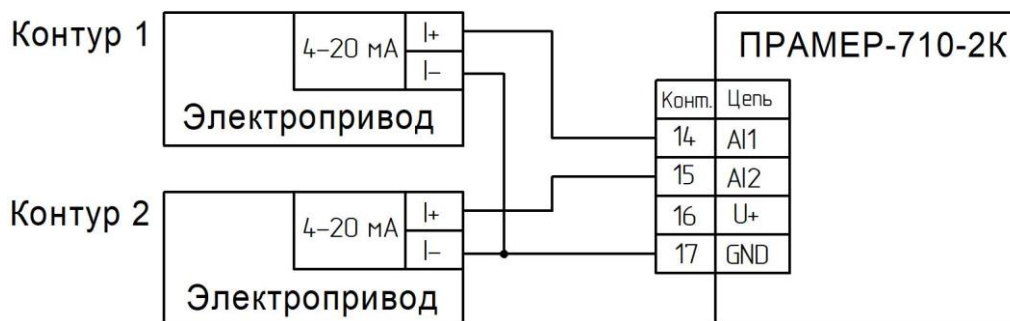 Контур 1
4–20 мА
I+
I–
Электропривод
Контур 2
4–20 мА
I+
I–
Электропривод
ПРАМЕР-710-2К
Конт. Цепь
14 AI1
15 AI2
16 U+
17 GND